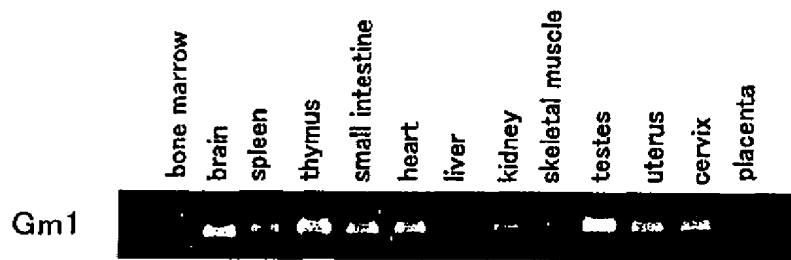 bone marrow
brain
spleen
thymus
small intestine
heart
liver
kidney
skeletal muscle
testes
uterus
cervix
placenta
Gm1